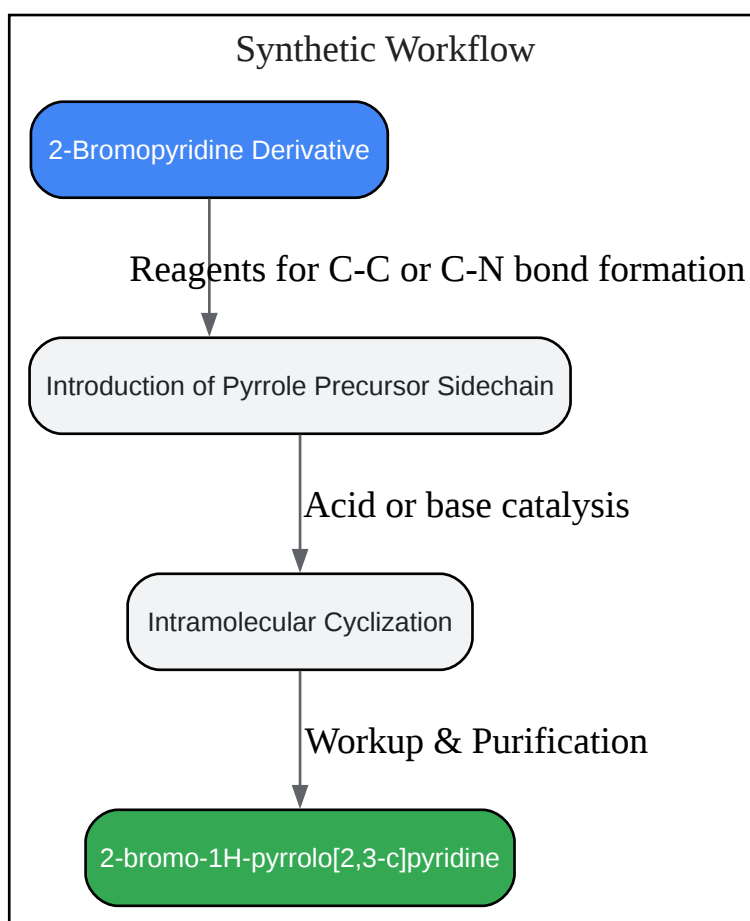 Synthetic Workflow
2-Bromopyridine Derivative
Reagents for C-C or C-N bond formation
Introduction of Pyrrole Precursor Sidechain
Acid or base catalysis
Intramolecular Cyclization
Workup & Purification
2-bromo-1H-pyrrolo[2,3-c]pyridine